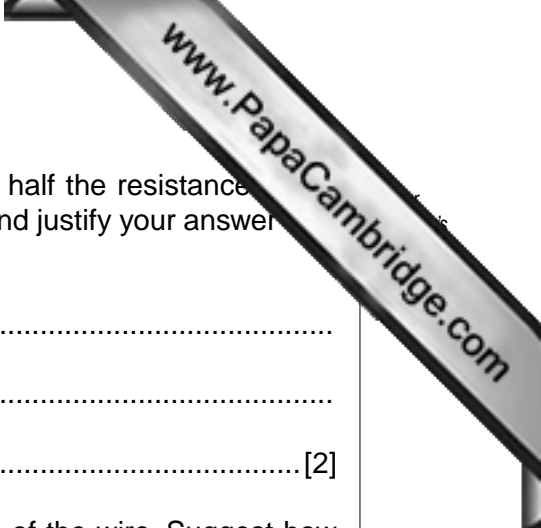 www.PapaCambridge.com
half the resistance
nd justify your answer
....................................................
....................................................
..............................................[2]
of the wire. Suggest how